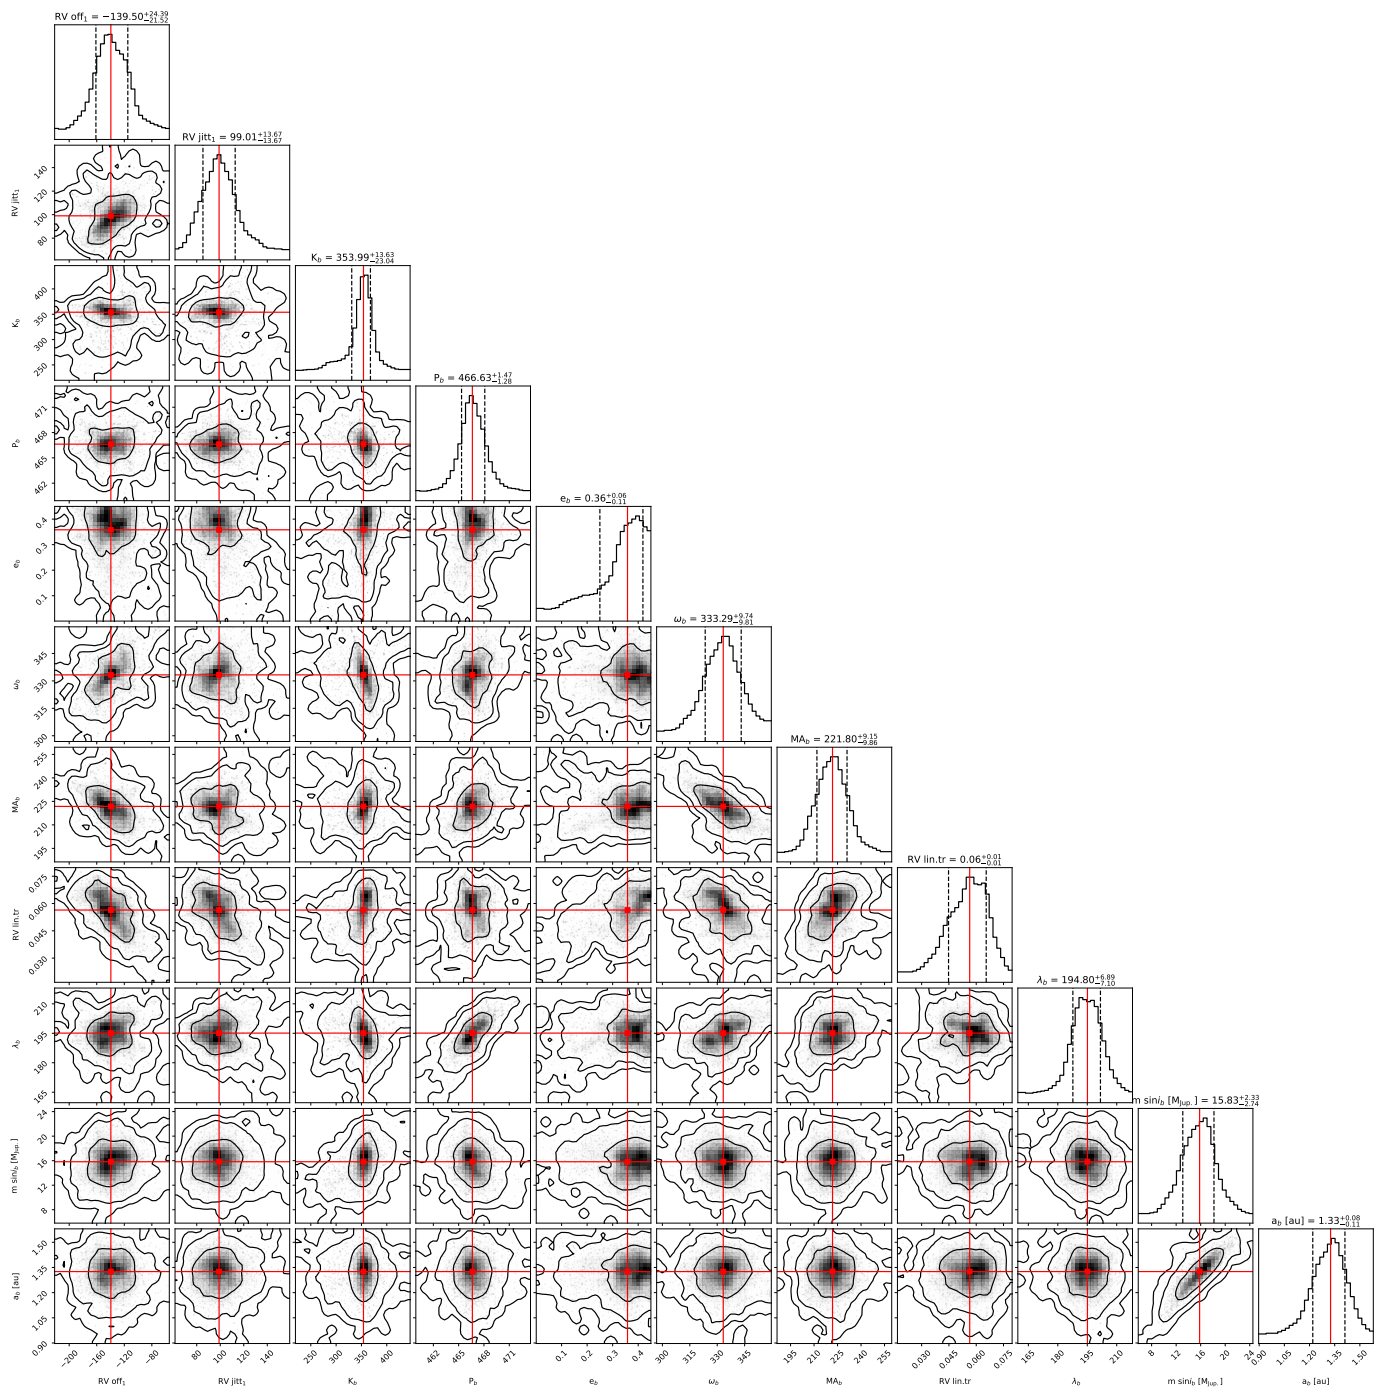 RV off₁ = −139.50+24.39−21.52
RV jitt₁ = 99.01+13.67−13.67
140
120
100
80
RV jitt₁
K_b = 353.99+13.63−23.04
400
350
300
250
K_b
P_b = 466.63+1.47−1.28
471
468
465
462
P_b
e_b = 0.36+0.06−0.11
0.4
0.3
0.2
0.1
e_b
ω_b = 333.29+9.74−9.81
345
330
315
300
ω_b
MA_b = 221.80+9.15−9.86
255
240
225
210
195
MA_b
RV lin.tr = 0.06+0.01−0.01
0.075
0.060
0.045
0.030
RV lin.tr
λ_b = 194.80+6.89−7.10
210
195
180
165
λ_b
m sini_b [M_Jup.] = 15.83+2.33−2.74
24
20
16
12
8
m sini_b [M_Jup.]
a_b [au] = 1.33+0.08−0.11
1.50
1.35
1.20
1.05
0.90
a_b [au]
−200 −160 −120 −80
80 100 120 140
250 300 350 400
462 465 468 471
0.1 0.2 0.3 0.4
300 315 330 345
195 210 225 240 255
0.030 0.045 0.060 0.075
165 180 195 210
8 12 16 20 24
0.90 1.05 1.20 1.35 1.50
RV off₁ RV jitt₁ K_b P_b e_b ω_b MA_b RV lin.tr λ_b m sini_b [M_Jup.] a_b [au]